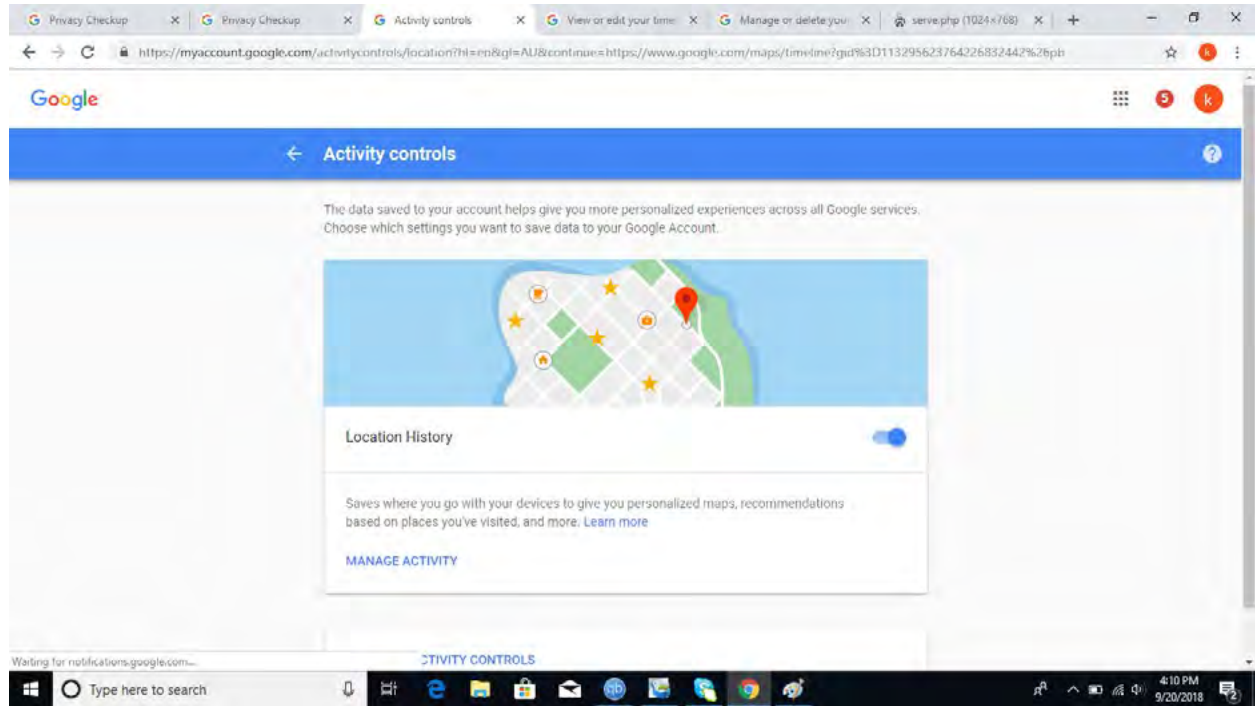 Privacy Checkup
Privacy Checkup
Activity controls
View or edit your time
Manage or delete you
serve.php (1024×768)
https://myaccount.google.com/activitycontrols/location?hl=en&gl=AU&continue=https://www.google.com/maps/timeline?gid%3D113295623764226832442%26pb
k
Google
5
k
Activity controls
The data saved to your account helps give you more personalized experiences across all Google services.
Choose which settings you want to save data to your Google Account.
Location History
Saves where you go with your devices to give you personalized maps, recommendations
based on places you've visited, and more. Learn more
MANAGE ACTIVITY
CTIVITY CONTROLS
Waiting for notifications.google.com...
Type here to search
qb
4:10 PM
9/20/2018
2